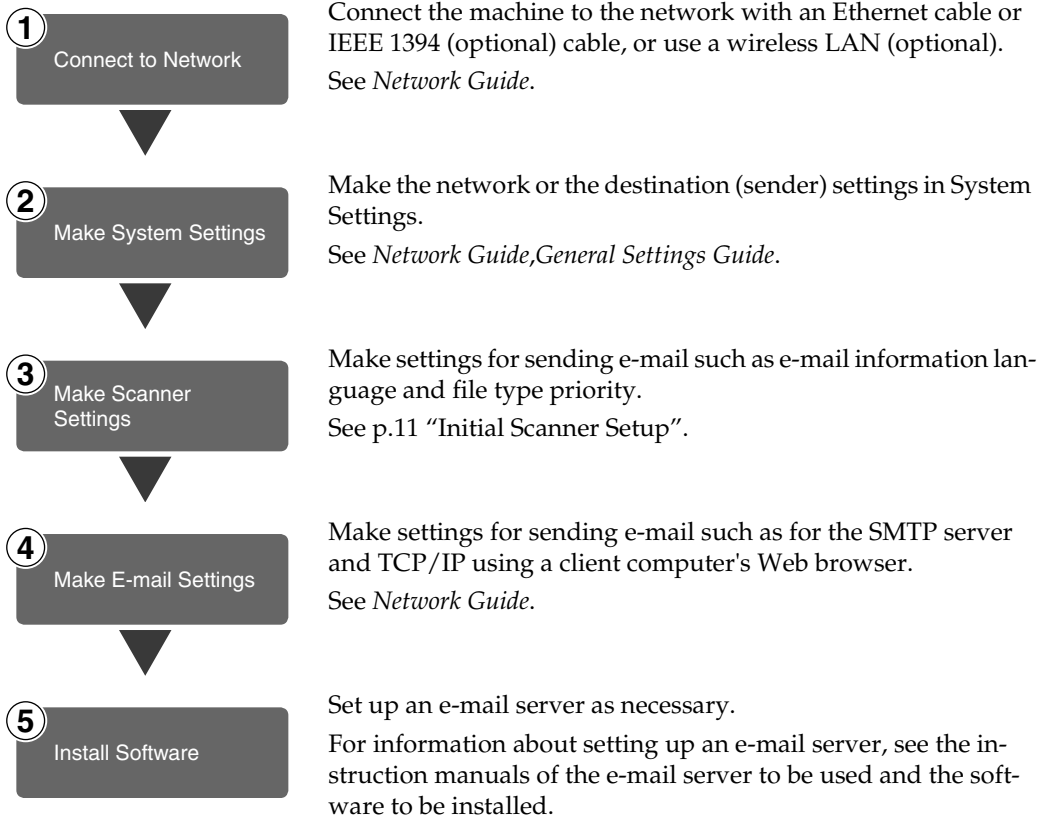 1
Connect to Network
Connect the machine to the network with an Ethernet cable or
IEEE 1394 (optional) cable, or use a wireless LAN (optional).
See Network Guide.
2
Make System Settings
Make the network or the destination (sender) settings in System
Settings.
See Network Guide,General Settings Guide.
3
Make Scanner
Settings
Make settings for sending e-mail such as e-mail information lan-
guage and file type priority.
See p.11 “Initial Scanner Setup”.
4
Make E-mail Settings
Make settings for sending e-mail such as for the SMTP server
and TCP/IP using a client computer's Web browser.
See Network Guide.
5
Install Software
Set up an e-mail server as necessary.
For information about setting up an e-mail server, see the in-
struction manuals of the e-mail server to be used and the soft-
ware to be installed.